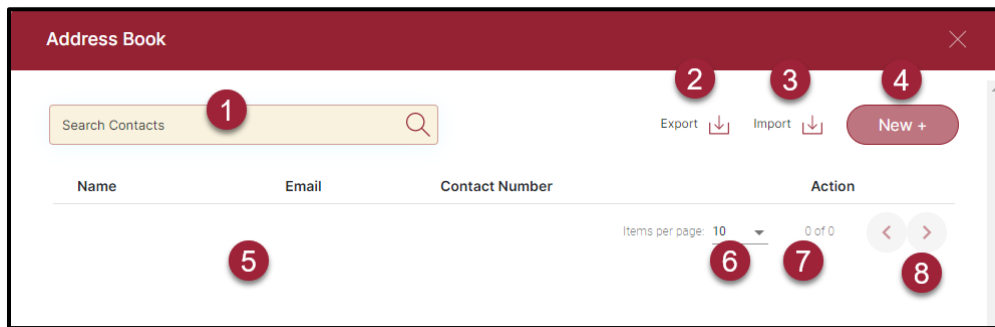 Address Book
2 3 4
1
Search Contacts Export Import New +
Name Email Contact Number Action
Items per page: 10 0 of 0
5 6 7 8